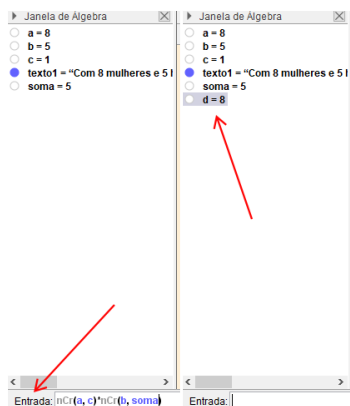 Janela de Álgebra
a = 8
b = 5
c = 1
texto1 = “Com 8 mulheres e 5 h
soma = 5
Entrada: nCr(a, c)*nCr(b, soma)
Janela de Álgebra
a = 8
b = 5
c = 1
texto1 = “Com 8 mulheres e 5 h
soma = 5
d = 8
Entrada: